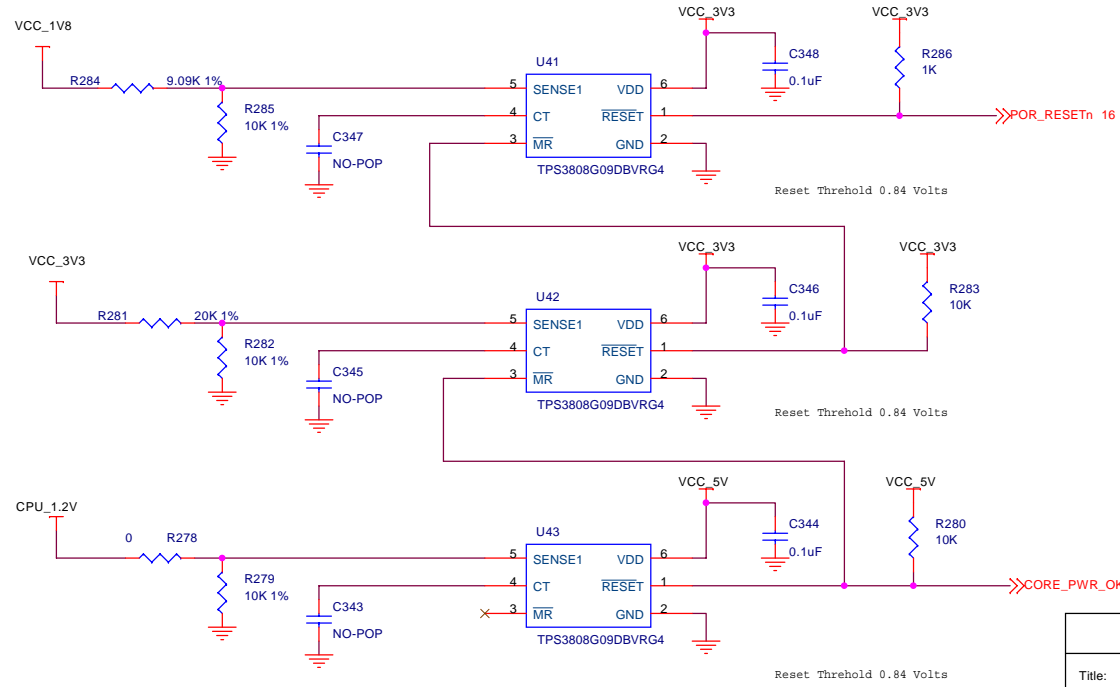 VCC_1V8
R284 9.09K 1%
R285
10K 1%
C347
NO-POP
U41
5 SENSE1 VDD 6
4 CT RESET 1
3 MR GND 2
TPS3808G09DBVRG4
VCC_3V3
C348
0.1uF
VCC_3V3
R286
1K
POR_RESETn 16
Reset Threhold 0.84 Volts
VCC_3V3
R281 20K 1%
R282
10K 1%
C345
NO-POP
U42
5 SENSE1 VDD 6
4 CT RESET 1
3 MR GND 2
TPS3808G09DBVRG4
VCC_3V3
C346
0.1uF
VCC_3V3
R283
10K
Reset Threhold 0.84 Volts
CPU_1.2V
0 R278
R279
10K 1%
C343
NO-POP
U43
5 SENSE1 VDD 6
4 CT RESET 1
3 MR GND 2
TPS3808G09DBVRG4
VCC_5V
C344
0.1uF
VCC_5V
R280
10K
CORE_PWR_OK
Reset Threhold 0.84 Volts
Title: